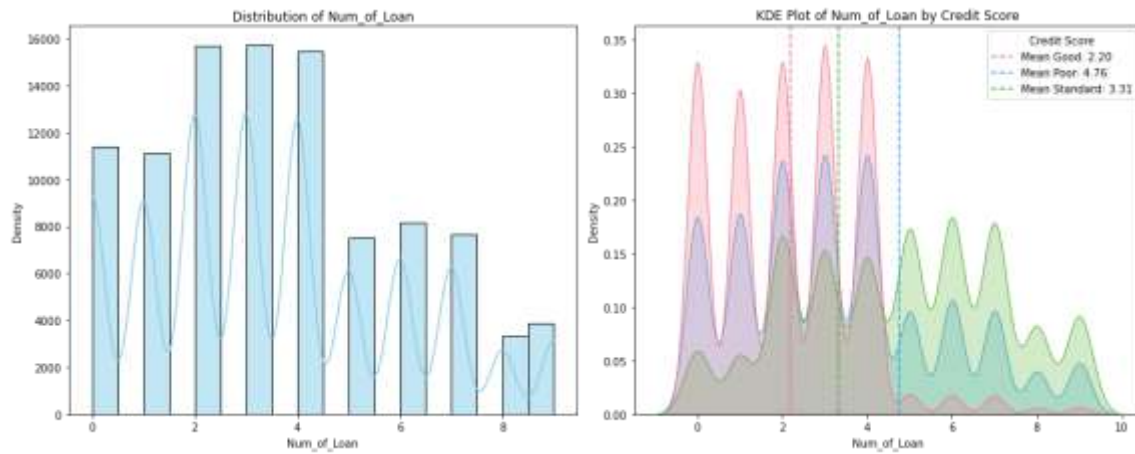 Distribution of Num_of_Loan
16000
14000
12000
10000
8000
6000
4000
2000
0
Density
0 2 4 6 8
Num_of_Loan
KDE Plot of Num_of_Loan by Credit Score
0.35
0.30
0.25
0.20
0.15
0.10
0.05
0.00
Density
0 2 4 6 8 10
Num_of_Loan
Credit Score
Mean Good: 2.20
Mean Poor: 4.76
Mean Standard: 3.31